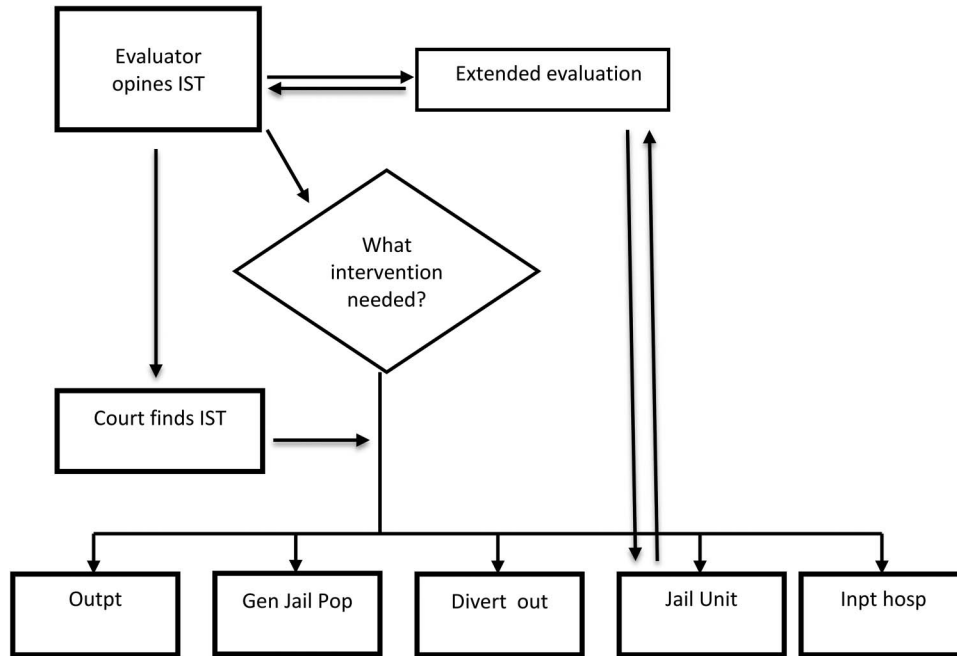 Evaluator
opines IST
Extended evaluation
What
intervention
needed?
Court finds IST
Outpt
Gen Jail Pop
Divert out
Jail Unit
Inpt hosp